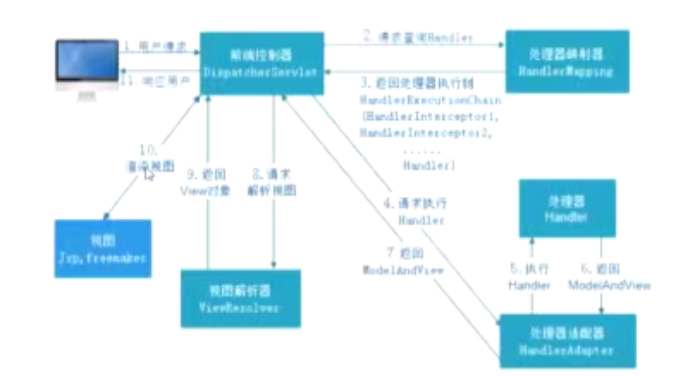 1. 用户请求
11. 响应用户
前端控制器
DispatcherServlet
2. 请求查询Handler
处理器映射器
HandlerMapping
3. 返回处理器执行链
HandlerExecutionChain
(HandlerInterceptor1,
HandlerInterceptor2,
......
Handler)
10.
渲染视图
9. 返回
View对象
8. 请求
解析视图
4. 请求执行
Handler
处理器
Handler
视图
Jsp,freemaker
7 返回
ModelAndView
5. 执行
Handler
6. 返回
ModelAndView
视图解析器
ViewResolver
处理器适配器
HandlerAdapter